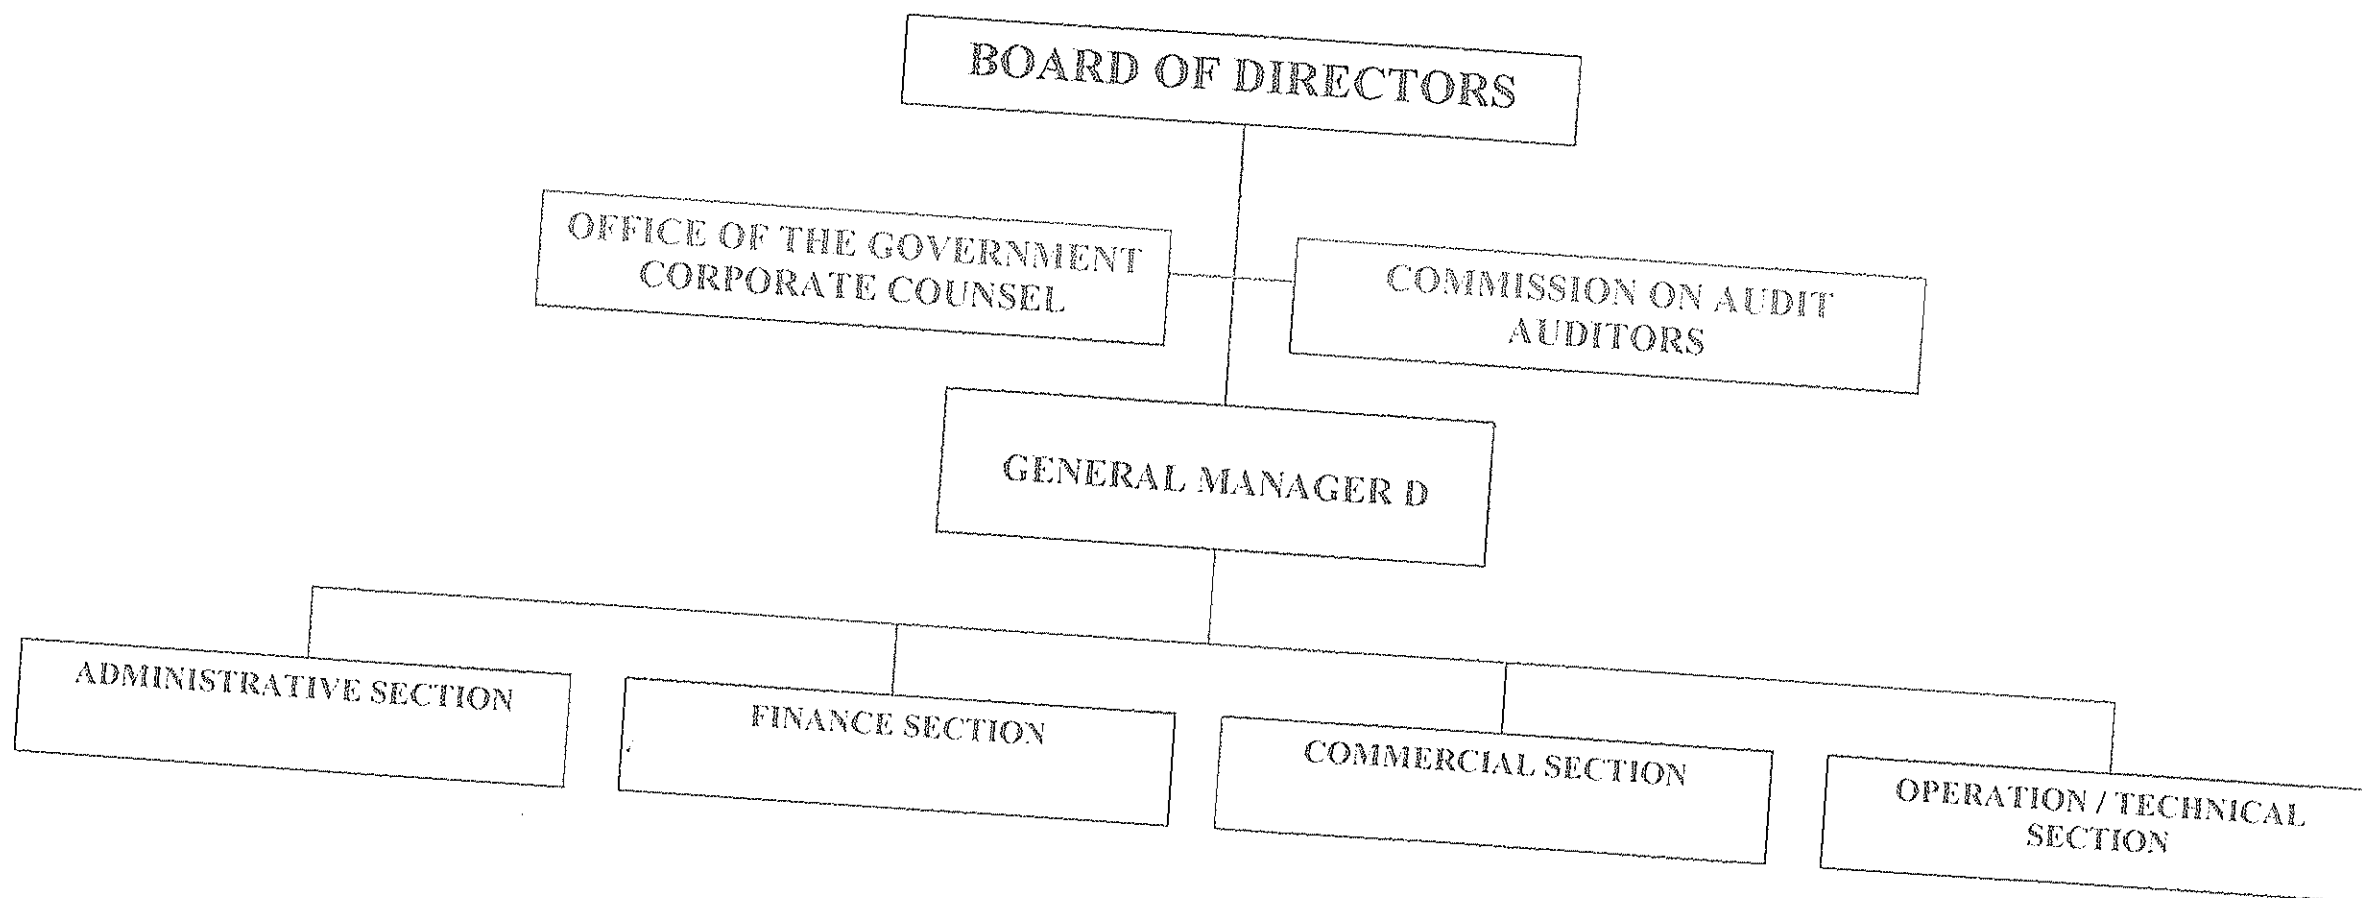 BOARD OF DIRECTORS
OFFICE OF THE GOVERNMENT
CORPORATE COUNSEL
COMMISSION ON AUDIT
AUDITORS
GENERAL MANAGER D
ADMINISTRATIVE SECTION
FINANCE SECTION
COMMERCIAL SECTION
OPERATION / TECHNICAL
SECTION